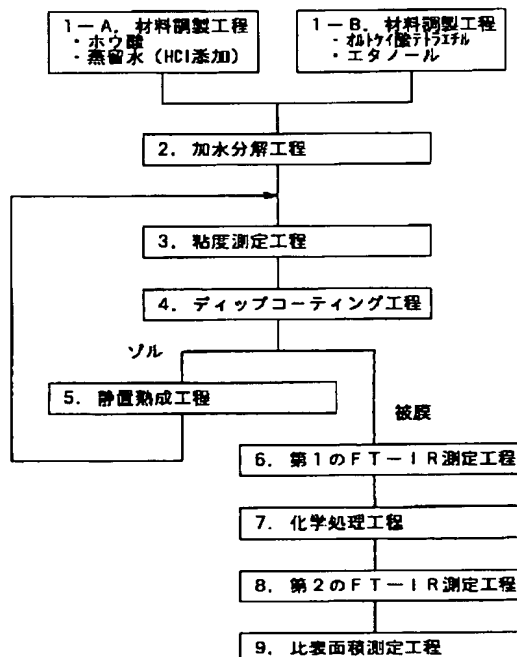 1－A．材料調製工程
・ホウ酸
・蒸留水（HCl添加）
1－B．材料調製工程
・オルトケイ酸テトラエチル
・エタノール
2．加水分解工程
3．粘度測定工程
4．ディップコーティング工程
ゾル
5．静置熟成工程
被膜
6．第1のFT－IR測定工程
7．化学処理工程
8．第2のFT－IR測定工程
9．比表面積測定工程